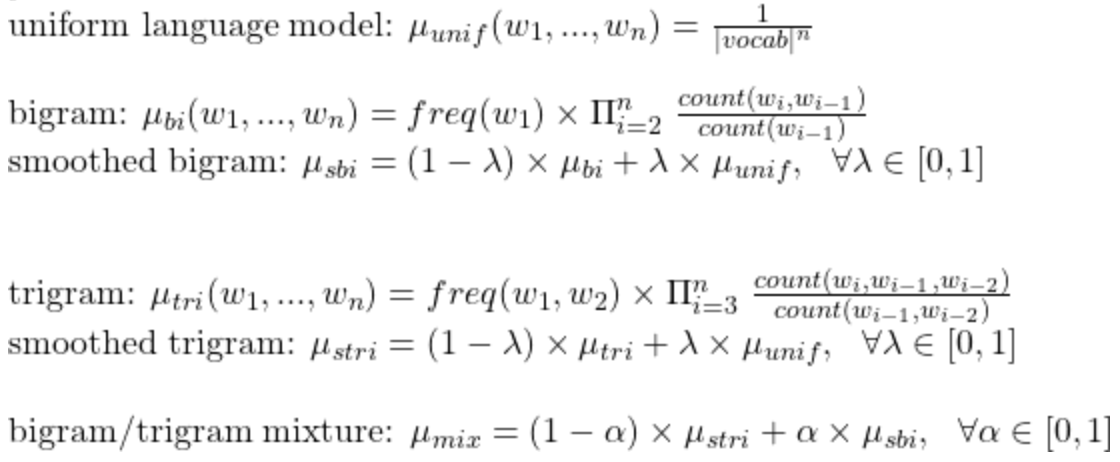 uniform language model: μ_{unif}(w_1, ..., w_n) = \frac{1}{|vocab|^n}
bigram: μ_{bi}(w_1, ..., w_n) = freq(w_1) × Π_{i=2}^{n} \frac{count(w_i,w_{i-1})}{count(w_{i-1})}
smoothed bigram: μ_{sbi} = (1 − λ) × μ_{bi} + λ × μ_{unif}, ∀λ ∈ [0, 1]
trigram: μ_{tri}(w_1, ..., w_n) = freq(w_1, w_2) × Π_{i=3}^{n} \frac{count(w_i,w_{i-1},w_{i-2})}{count(w_{i-1},w_{i-2})}
smoothed trigram: μ_{stri} = (1 − λ) × μ_{tri} + λ × μ_{unif}, ∀λ ∈ [0, 1]
bigram/trigram mixture: μ_{mix} = (1 − α) × μ_{stri} + α × μ_{sbi}, ∀α ∈ [0, 1]